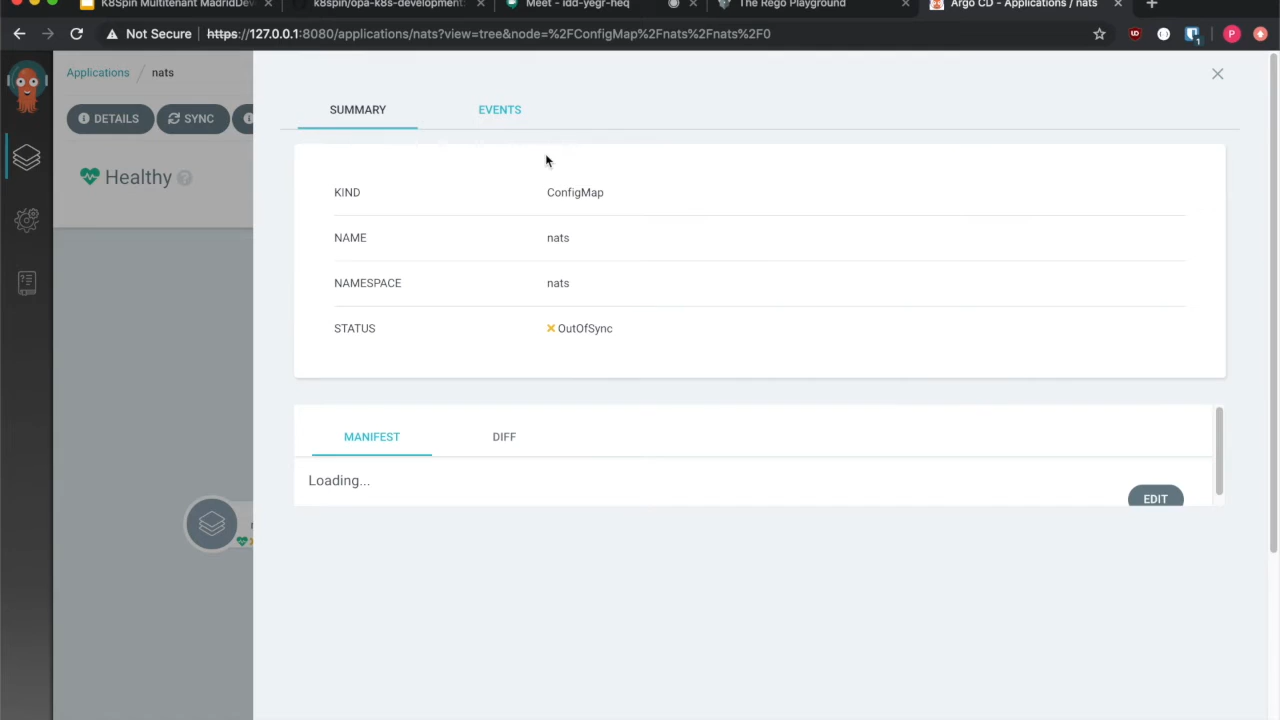 K8Spin Multitenant MadridDev
k8spin/opa-k8s-development:
Meet - idd-yegr-heq
The Rego Playground
Argo CD - Applications / nats
Not Secure
https://127.0.0.1:8080/applications/nats?view=tree&node=%2FConfigMap%2Fnats%2Fnats%2F0
Applications / nats
DETAILS
SYNC
Healthy
SUMMARY
EVENTS
KIND ConfigMap
NAME nats
NAMESPACE nats
STATUS OutOfSync
MANIFEST
DIFF
Loading...
EDIT